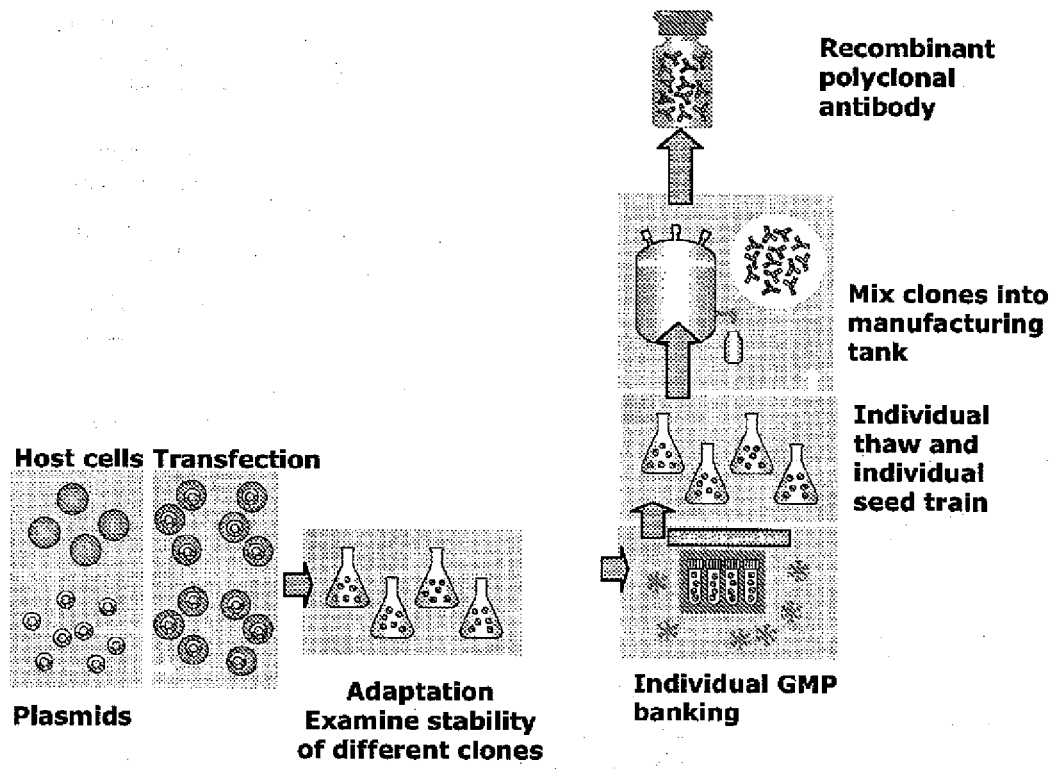 Recombinant
polyclonal
antibody
Mix clones into
manufacturing
tank
Individual
thaw and
individual
seed train
Host cells Transfection
Plasmids
Adaptation
Examine stability
of different clones
Individual GMP
banking